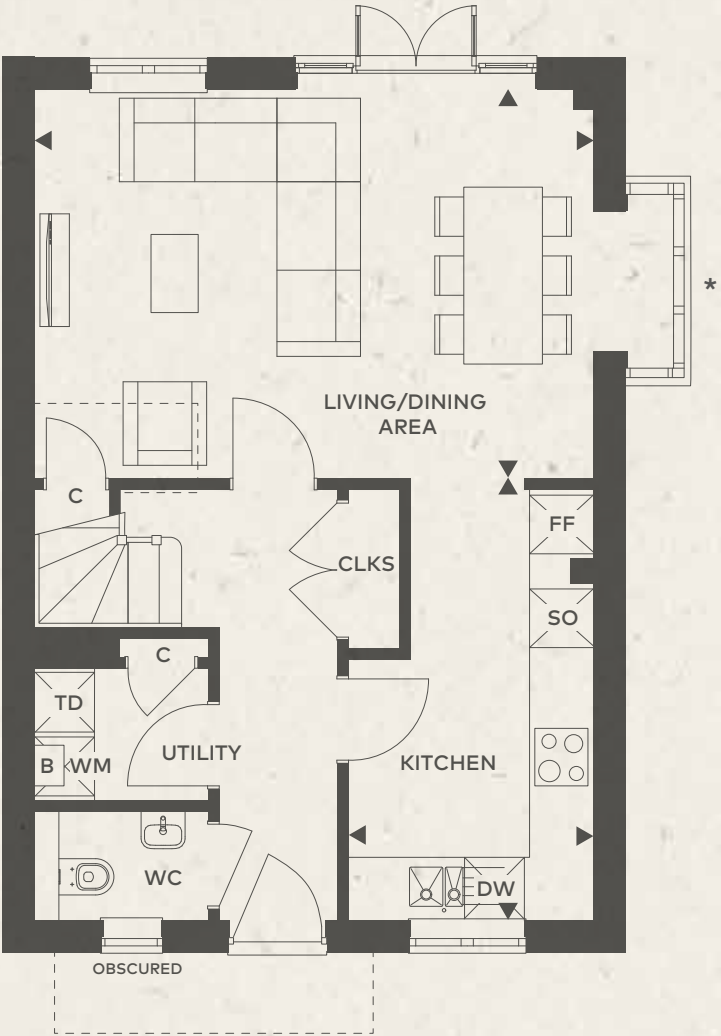 *
LIVING/DINING
AREA
C
FF
CLKS
SO
C
TD
UTILITY
B WM
KITCHEN
WC
DW
OBSCURED